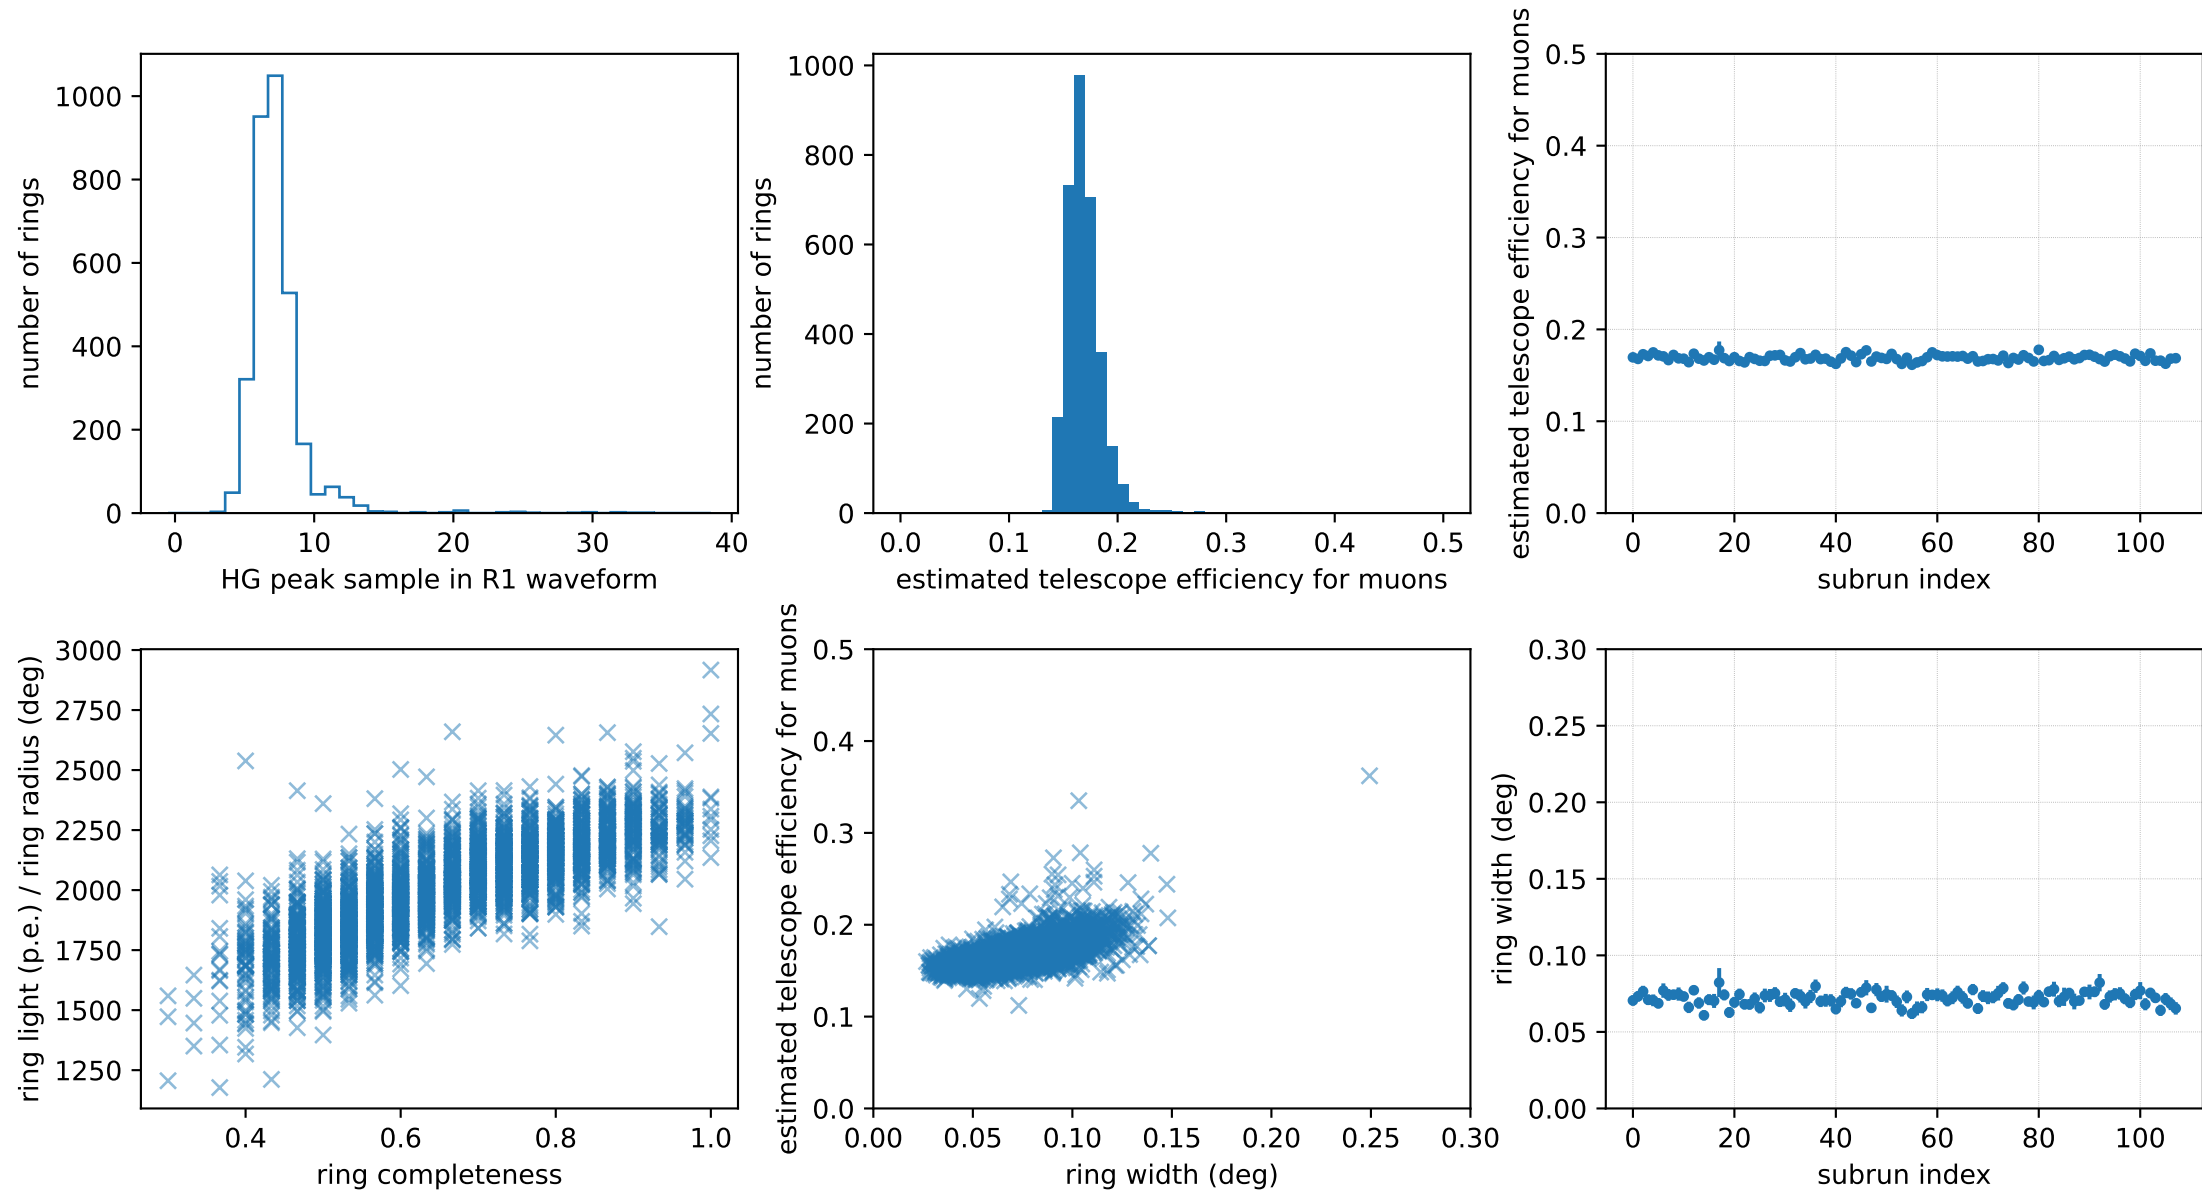 number of rings
1000
800
600
400
200
0
0 10 20 30 40
HG peak sample in R1 waveform
number of rings
1000
800
600
400
200
0
0.0 0.1 0.2 0.3 0.4 0.5
estimated telescope efficiency for muons
estimated telescope efficiency for muons
0.5
0.4
0.3
0.2
0.1
0.0
0 20 40 60 80 100
subrun index
ring light (p.e.) / ring radius (deg)
3000
2750
2500
2250
2000
1750
1500
1250
0.4 0.6 0.8 1.0
ring completeness
estimated telescope efficiency for muons
0.5
0.4
0.3
0.2
0.1
0.0
0.00 0.05 0.10 0.15 0.20 0.25 0.30
ring width (deg)
ring width (deg)
0.30
0.25
0.20
0.15
0.10
0.05
0.00
0 20 40 60 80 100
subrun index